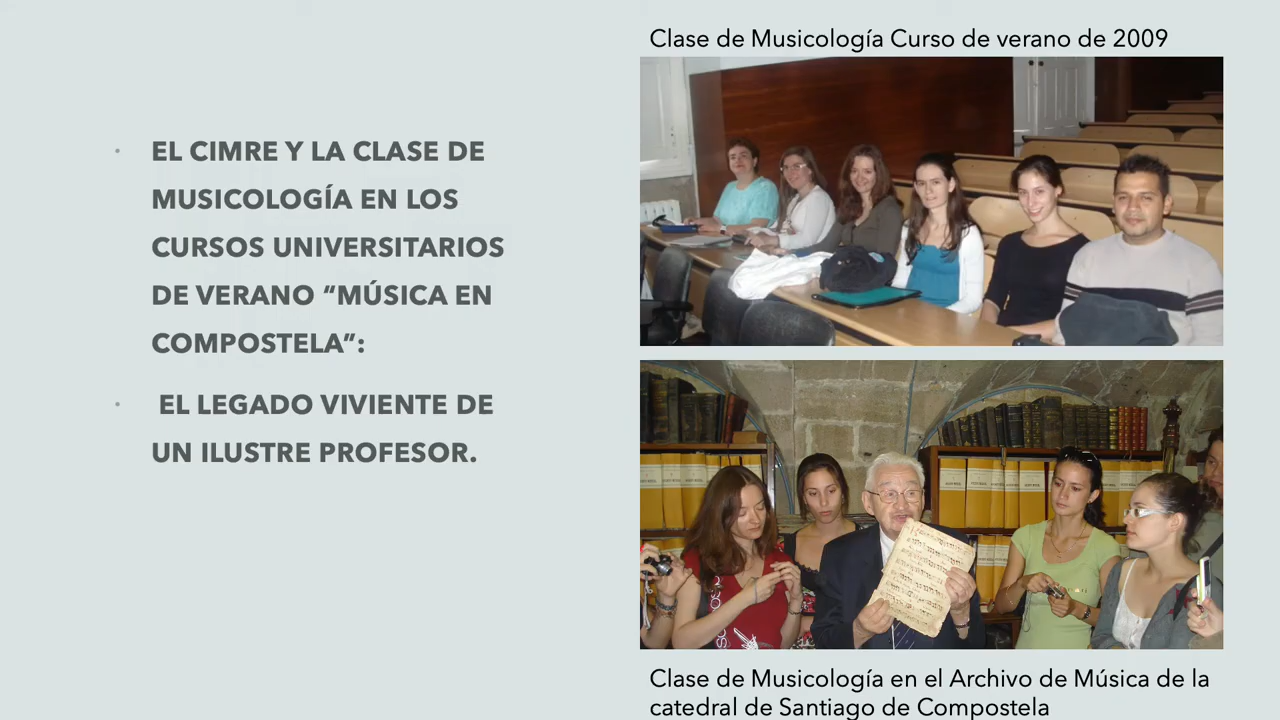 Clase de Musicología Curso de verano de 2009
• EL CIMRE Y LA CLASE DE
MUSICOLOGÍA EN LOS
CURSOS UNIVERSITARIOS
DE VERANO “MÚSICA EN
COMPOSTELA”:
• EL LEGADO VIVIENTE DE
UN ILUSTRE PROFESOR.
Clase de Musicología en el Archivo de Música de la
catedral de Santiago de Compostela